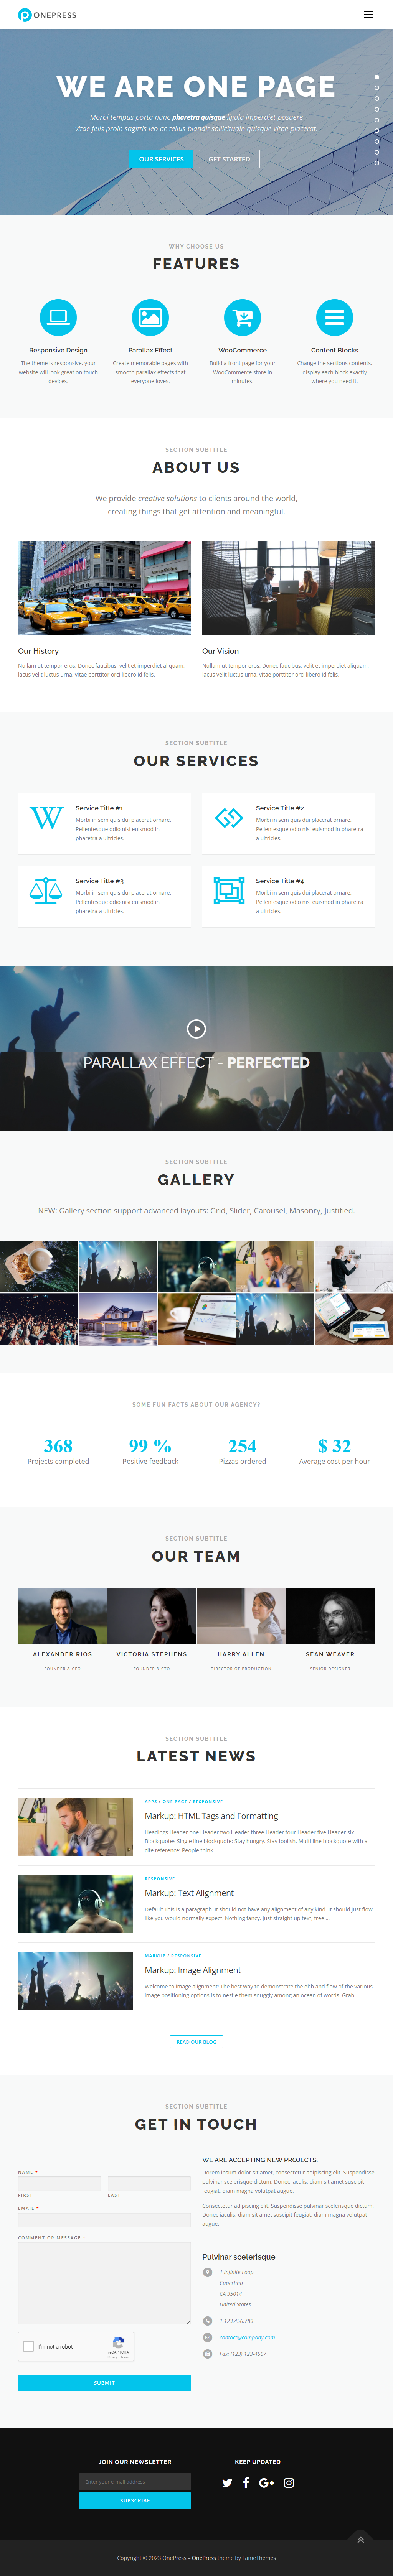 ONEPRESS
WE ARE ONE PAGE
Morbi tempus porta nunc pharetra quisque ligula imperdiet posuere
vitae felis proin sagittis leo ac tellus blandit sollicitudin quisque vitae placerat.
OUR SERVICES
GET STARTED
WHY CHOOSE US
FEATURES
Responsive Design
The theme is responsive, your
website will look great on touch
devices.
Parallax Effect
Create memorable pages with
smooth parallax effects that
everyone loves.
WooCommerce
Build a front page for your
WooCommerce store in
minutes.
Content Blocks
Change the sections contents,
display each block exactly
where you need it.
SECTION SUBTITLE
ABOUT US
We provide creative solutions to clients around the world,
creating things that get attention and meaningful.
Our History
Nullam ut tempor eros. Donec faucibus, velit et imperdiet aliquam,
lacus velit luctus urna, vitae porttitor orci libero id felis.
Our Vision
Nullam ut tempor eros. Donec faucibus, velit et imperdiet aliquam,
lacus velit luctus urna, vitae porttitor orci libero id felis.
SECTION SUBTITLE
OUR SERVICES
Service Title #1
Morbi in sem quis dui placerat ornare.
Pellentesque odio nisi euismod in
pharetra a ultricies.
Service Title #2
Morbi in sem quis dui placerat ornare.
Pellentesque odio nisi euismod in pharetra
a ultricies.
Service Title #3
Morbi in sem quis dui placerat ornare.
Pellentesque odio nisi euismod in
pharetra a ultricies.
Service Title #4
Morbi in sem quis dui placerat ornare.
Pellentesque odio nisi euismod in pharetra
a ultricies.
PARALLAX EFFECT - PERFECTED
SECTION SUBTITLE
GALLERY
NEW: Gallery section support advanced layouts: Grid, Slider, Carousel, Masonry, Justified.
SOME FUN FACTS ABOUT OUR AGENCY?
368
Projects completed
99 %
Positive feedback
254
Pizzas ordered
$ 32
Average cost per hour
SECTION SUBTITLE
OUR TEAM
ALEXANDER RIOS
FOUNDER & CEO
VICTORIA STEPHENS
FOUNDER & CTO
HARRY ALLEN
DIRECTOR OF PRODUCTION
SEAN WEAVER
SENIOR DESIGNER
SECTION SUBTITLE
LATEST NEWS
APPS / ONE PAGE / RESPONSIVE
Markup: HTML Tags and Formatting
Headings Header one Header two Header three Header four Header five Header six
Blockquotes Single line blockquote: Stay hungry. Stay foolish. Multi line blockquote with a
cite reference: People think ...
RESPONSIVE
Markup: Text Alignment
Default This is a paragraph. It should not have any alignment of any kind. It should just flow
like you would normally expect. Nothing fancy. Just straight up text, free ...
MARKUP / RESPONSIVE
Markup: Image Alignment
Welcome to image alignment! The best way to demonstrate the ebb and flow of the various
image positioning options is to nestle them snuggly among an ocean of words. Grab ...
READ OUR BLOG
SECTION SUBTITLE
GET IN TOUCH
NAME *
FIRST
LAST
EMAIL *
COMMENT OR MESSAGE *
I'm not a robot
reCAPTCHA
Privacy - Terms
SUBMIT
WE ARE ACCEPTING NEW PROJECTS.
Dorem ipsum dolor sit amet, consectetur adipiscing elit. Suspendisse
pulvinar scelerisque dictum. Donec iaculis, diam sit amet suscipit
feugiat, diam magna volutpat augue.
Consectetur adipiscing elit. Suspendisse pulvinar scelerisque dictum.
Donec iaculis, diam sit amet suscipit feugiat, diam magna volutpat
augue.
Pulvinar scelerisque
1 Infinite Loop
Cupertino
CA 95014
United States
1.123.456.789
contact@company.com
Fax: (123) 123-4567
JOIN OUR NEWSLETTER
Enter your e-mail address
SUBSCRIBE
KEEP UPDATED
Copyright © 2023 OnePress – OnePress theme by FameThemes